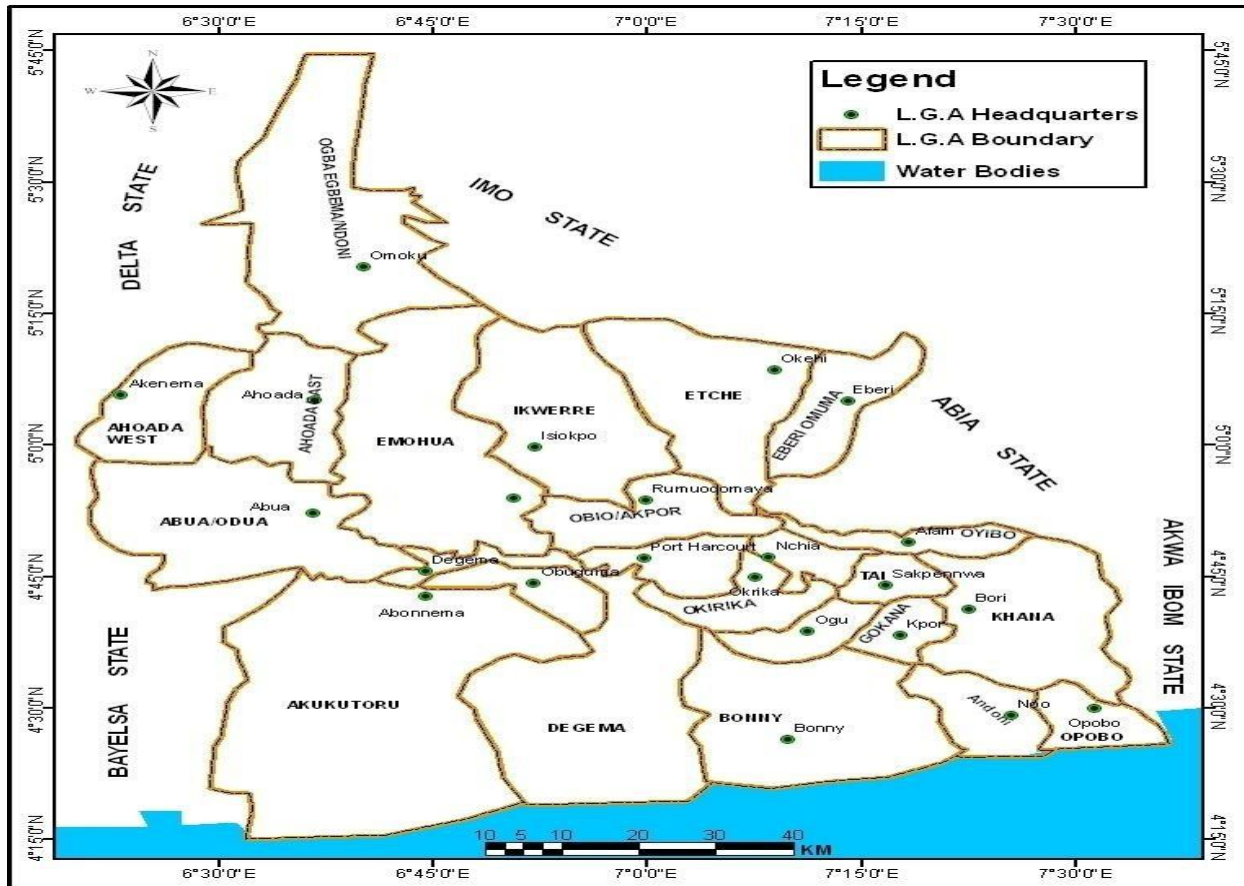 6°30'0"E 6°45'0"E 7°0'0"E 7°15'0"E 7°30'0"E
5°45'0"N
5°45'0"N
N
W E
S
Legend
L.G.A Headquarters
L.G.A Boundary
Water Bodies
DELTA STATE
OGBA EGBEMA/NDONI
IMO STATE
5°30'0"N
5°30'0"N
Omoku
5°15'0"N
5°15'0"N
Okehi
Akenema
Ahoada
AHOADA EAST
ETCHE
Eberi
EBERI OMUMA
ABIA STATE
AHOADA
WEST
EMOHUA
IKWERRE
Isiokpo
5°0'0"N
5°0'0"N
Rumuodomaya
OBIO/AKPOR
Abua
ABUA/ODUA
Afam
OYIBO
AKWA IBOM STATE
Port Harcourt
Nchia
Degema
Obuguma
4°45'0"N
4°45'0"N
TAI
Sakpennwa
Okrika
OKIRIKA
Abonnema
Bori
KHANA
Ogu
GOKANA
Kpor
BAYELSA STATE
AKUKUTORU
DEGEMA
BONNY
Bonny
Andoni
Ngo
Opobo
OPOBO
4°30'0"N
4°30'0"N
4°15'0"N
4°15'0"N
10 5 10 20 30 40
KM
6°30'0"E 6°45'0"E 7°0'0"E 7°15'0"E 7°30'0"E